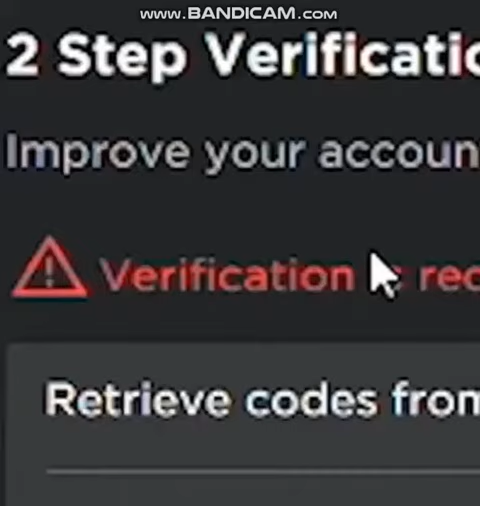 www.BANDICAM.com
2 Step Verificatio
Improve your accoun
Verification
Retrieve codes from